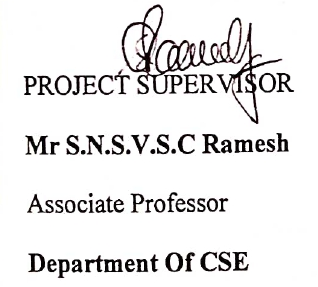 PROJECT SUPERVISOR
Mr S.N.S.V.S.C Ramesh
Associate Professor
Department Of CSE